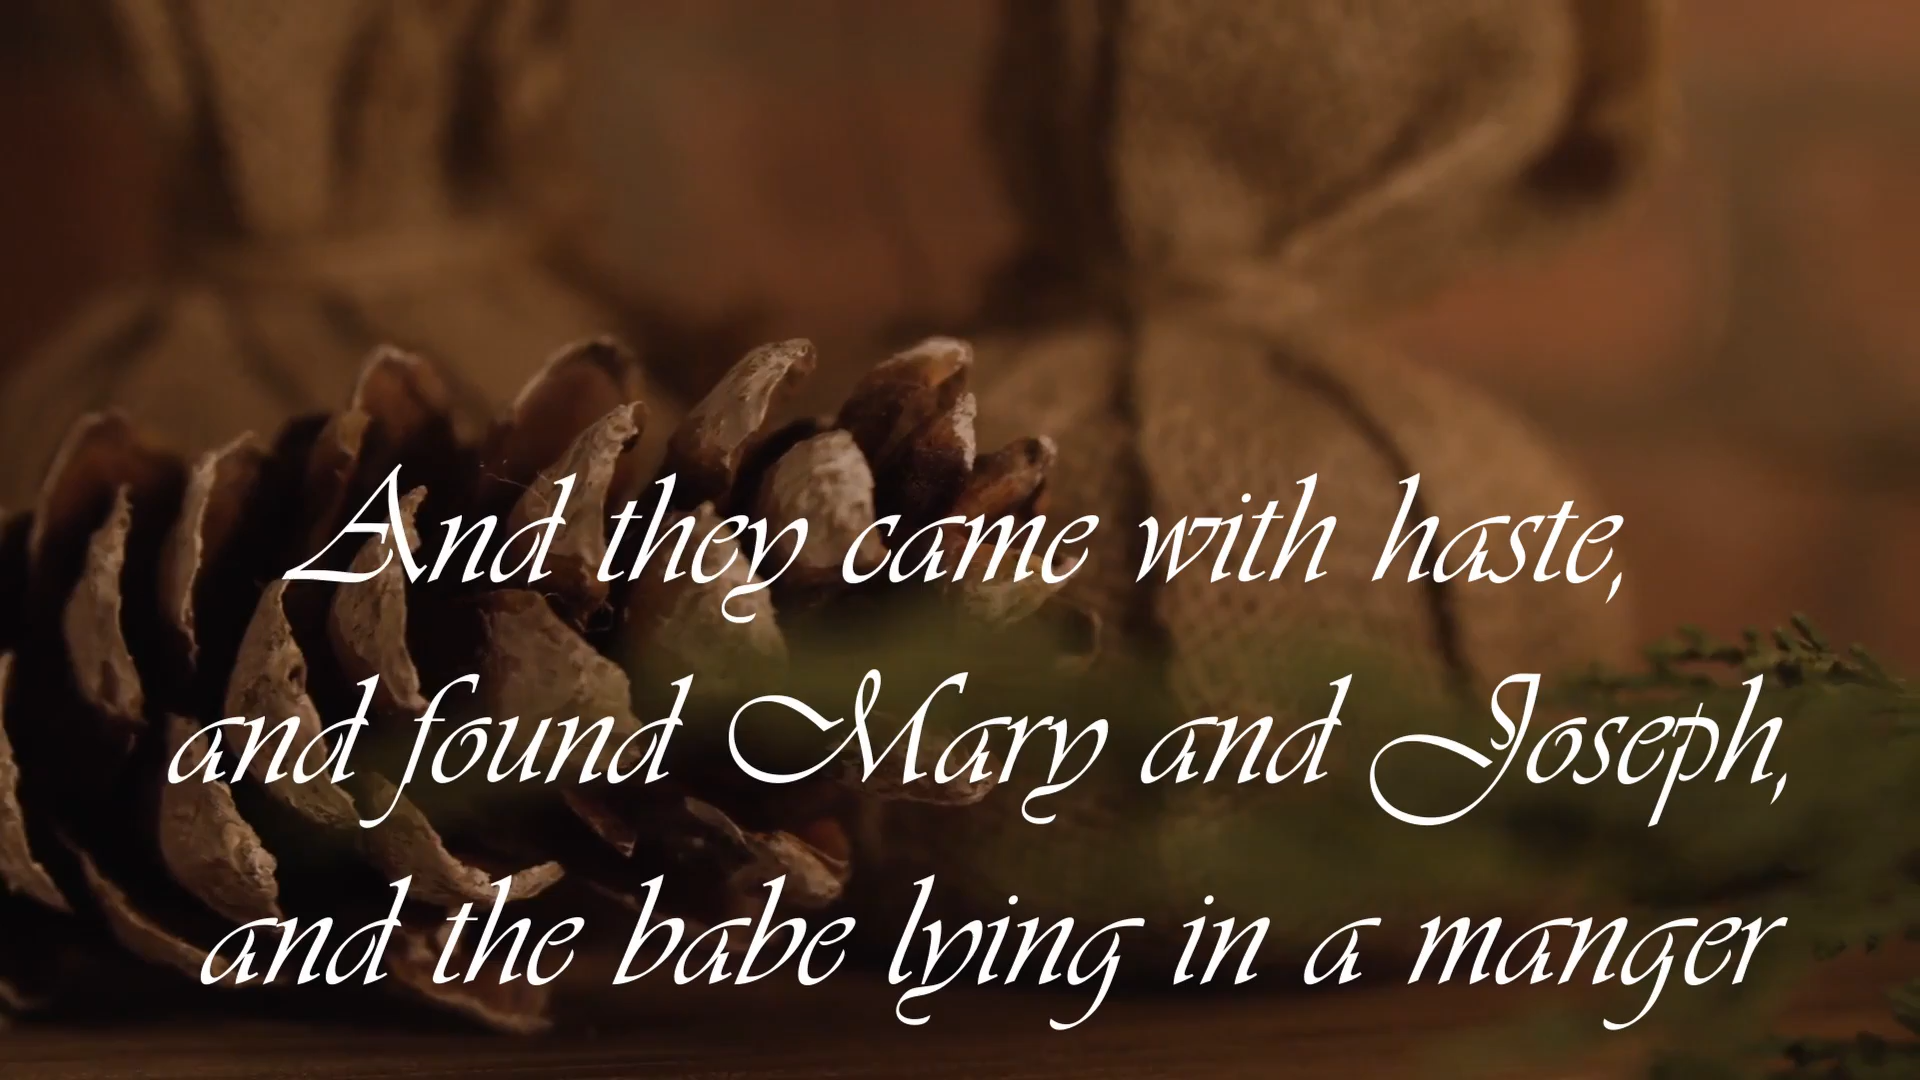 And they came with haste,
and found Mary and Joseph,
and the babe lying in a manger